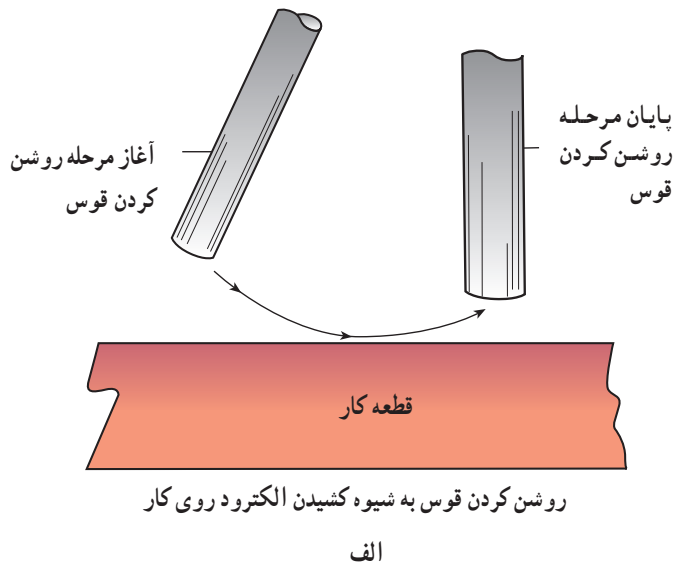 پایان مرحله
روشن کردن
قوس
آغاز مرحله روشن
کردن قوس
قطعه کار
روشن کردن قوس به شیوه کشیدن الکترود روی کار
الف